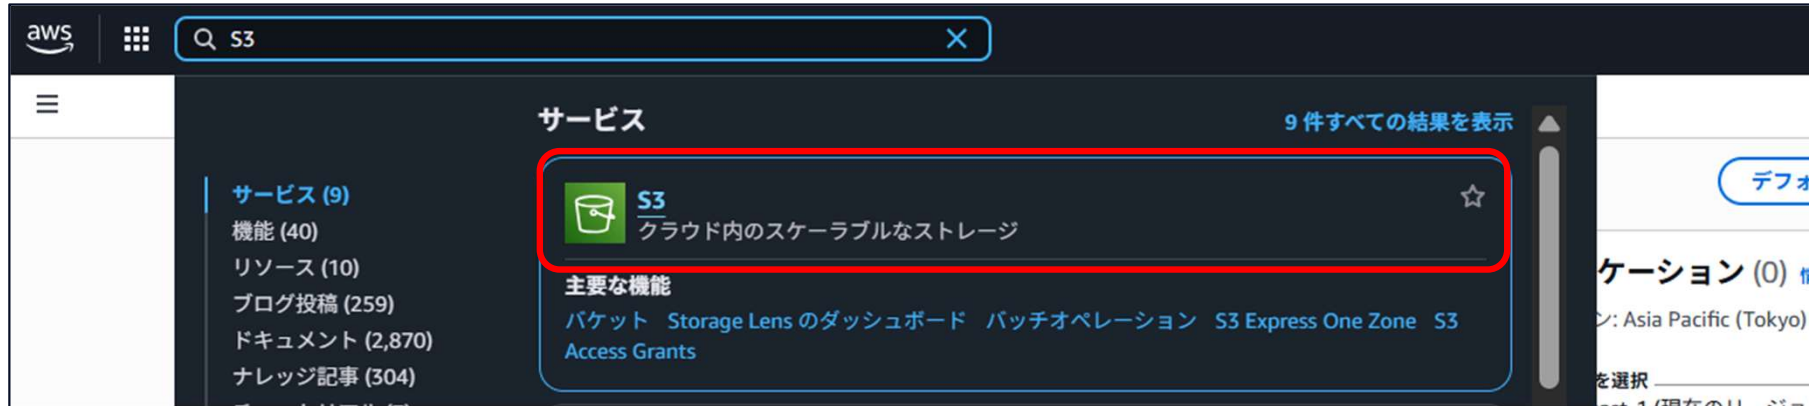 aws
S3
サービス
9 件すべての結果を表示
サービス (9)
機能 (40)
リソース (10)
ブログ投稿 (259)
ドキュメント (2,870)
ナレッジ記事 (304)
S3
クラウド内のスケーラブルなストレージ
主要な機能
バケット Storage Lens のダッシュボード バッチオペレーション S3 Express One Zone S3
Access Grants
デフォ
ケーション (0)
ン: Asia Pacific (Tokyo)
を選択